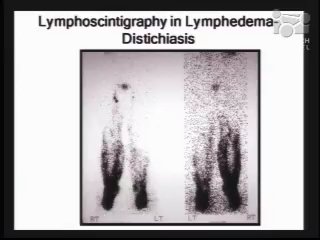 Lymphoscintigraphy in Lymphedema-
Distichiasis
RT LT LT RT